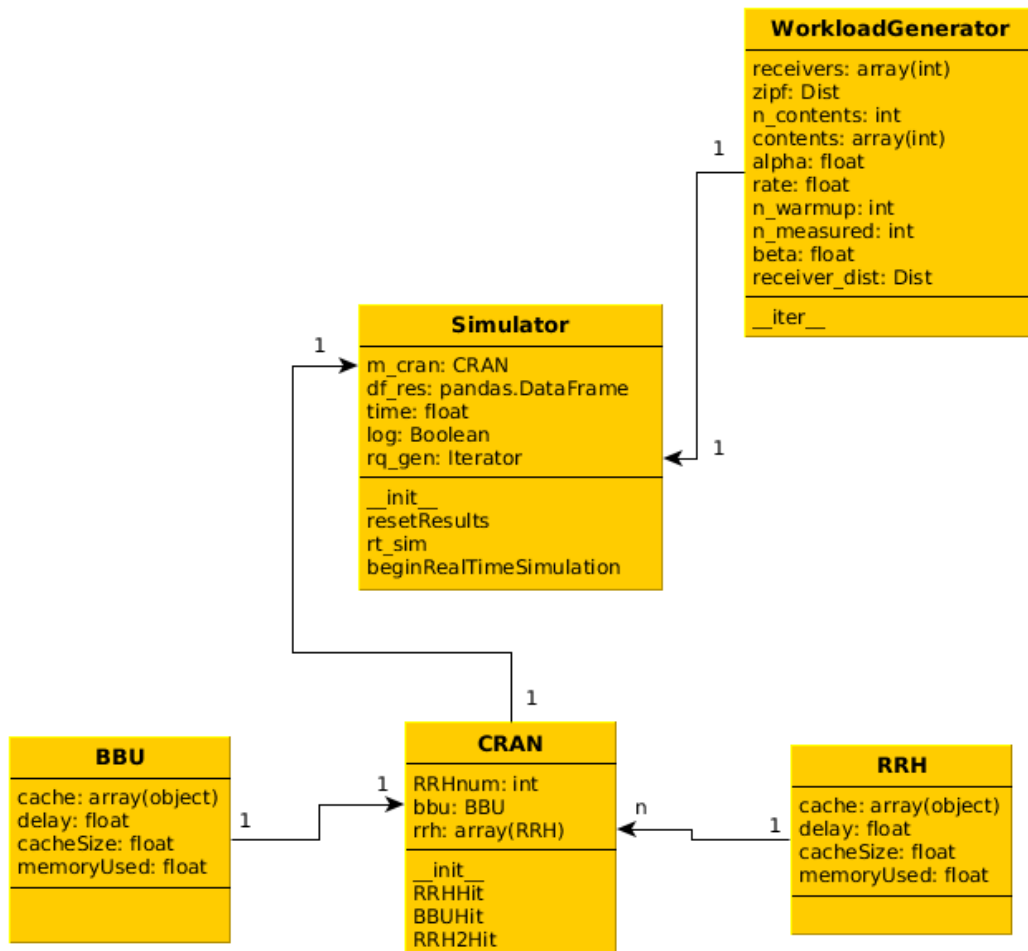 WorkloadGenerator
receivers: array(int)
zipf: Dist
n_contents: int
contents: array(int)
alpha: float
rate: float
n_warmup: int
n_measured: int
beta: float
receiver_dist: Dist
__iter__
1
1
Simulator
m_cran: CRAN
df_res: pandas.DataFrame
time: float
log: Boolean
rq_gen: Iterator
__init__
resetResults
rt_sim
beginRealTimeSimulation
1
1
BBU
cache: array(object)
delay: float
cacheSize: float
memoryUsed: float
1
1
CRAN
RRHnum: int
bbu: BBU
rrh: array(RRH)
__init__
RRHHit
BBUHit
RRH2Hit
n
1
RRH
cache: array(object)
delay: float
cacheSize: float
memoryUsed: float